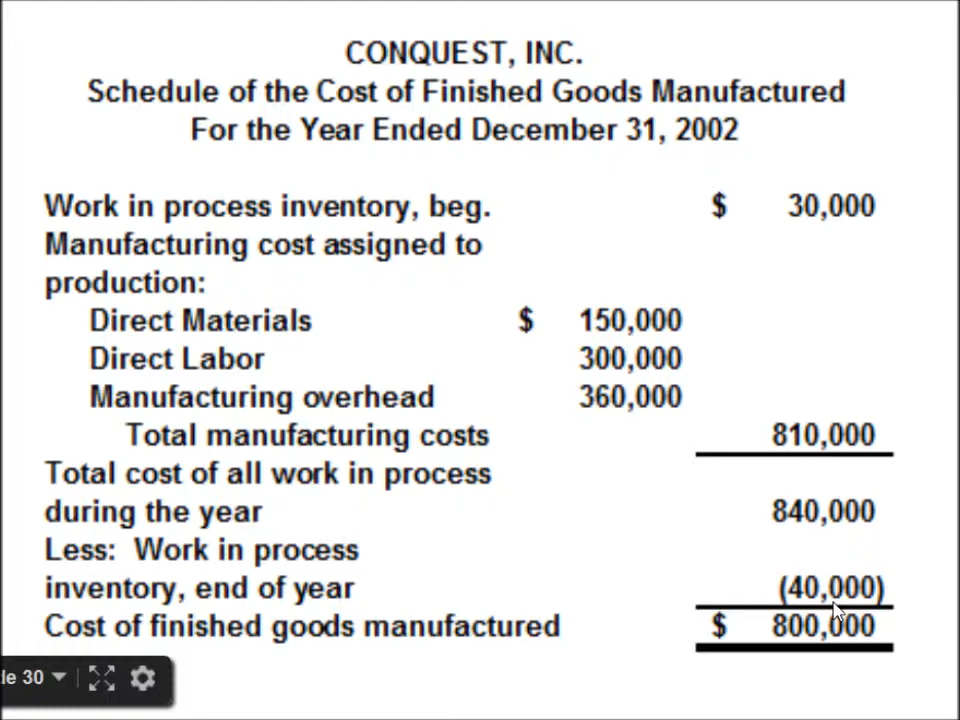 CONQUEST, INC.
Schedule of the Cost of Finished Goods Manufactured
For the Year Ended December 31, 2002
Work in process inventory, beg. $ 30,000
Manufacturing cost assigned to
production:
Direct Materials $ 150,000
Direct Labor 300,000
Manufacturing overhead 360,000
Total manufacturing costs 810,000
Total cost of all work in process
during the year 840,000
Less: Work in process
inventory, end of year (40,000)
Cost of finished goods manufactured $ 800,000
30